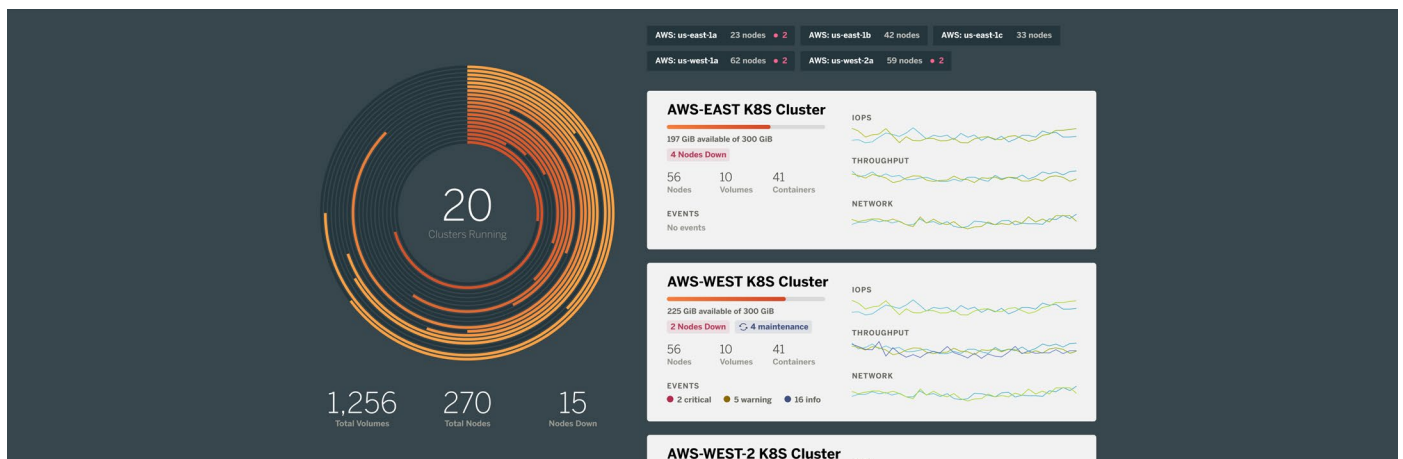 AWS: us-east-1a 23 nodes 2 AWS: us-east-1b 42 nodes AWS: us-east-1c 33 nodes
AWS: us-west-1a 62 nodes 2 AWS: us-west-2a 59 nodes 2
20
Clusters Running
1,256 270 15
Total Volumes Total Nodes Nodes Down
AWS-EAST K8S Cluster
197 GiB available of 300 GiB
4 Nodes Down
56 10 41
Nodes Volumes Containers
EVENTS
No events
IOPS
THROUGHPUT
NETWORK
AWS-WEST K8S Cluster
225 GiB available of 300 GiB
2 Nodes Down 4 maintenance
56 10 41
Nodes Volumes Containers
EVENTS
2 critical 5 warning 16 info
IOPS
THROUGHPUT
NETWORK
AWS-WEST-2 K8S Cluster